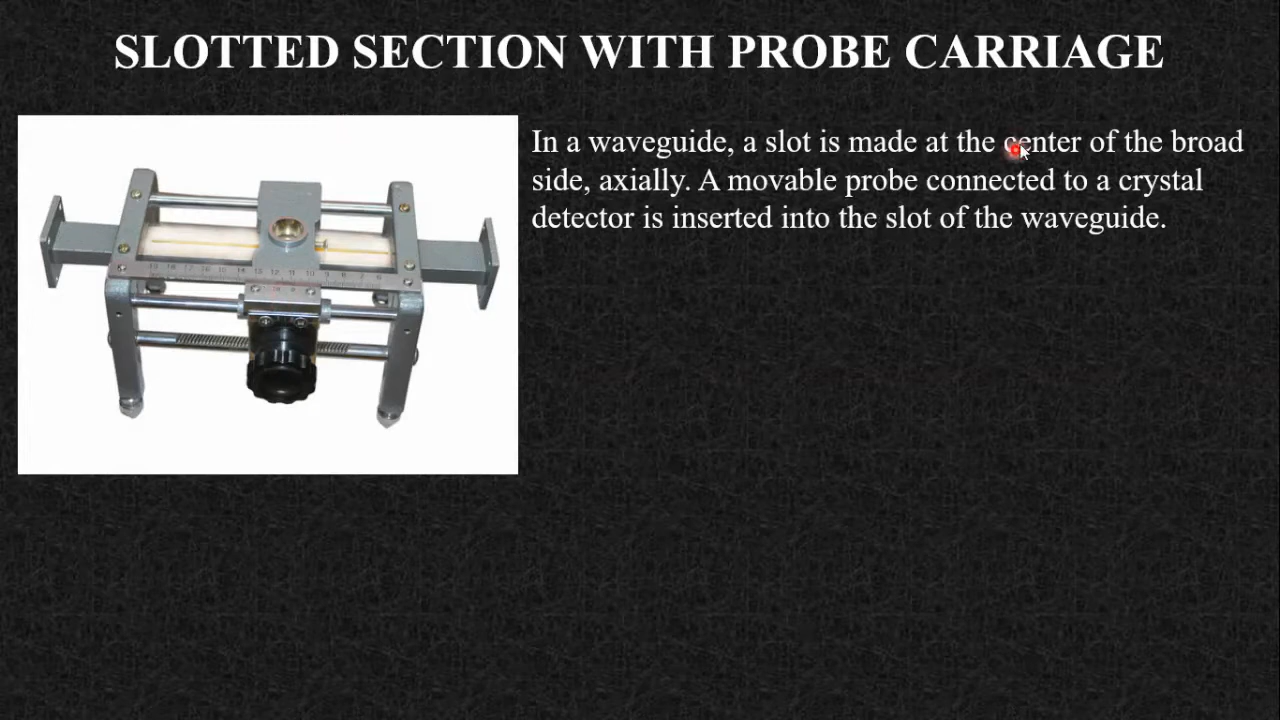 SLOTTED SECTION WITH PROBE CARRIAGE
In a waveguide, a slot is made at the center of the broad
side, axially. A movable probe connected to a crystal
detector is inserted into the slot of the waveguide.